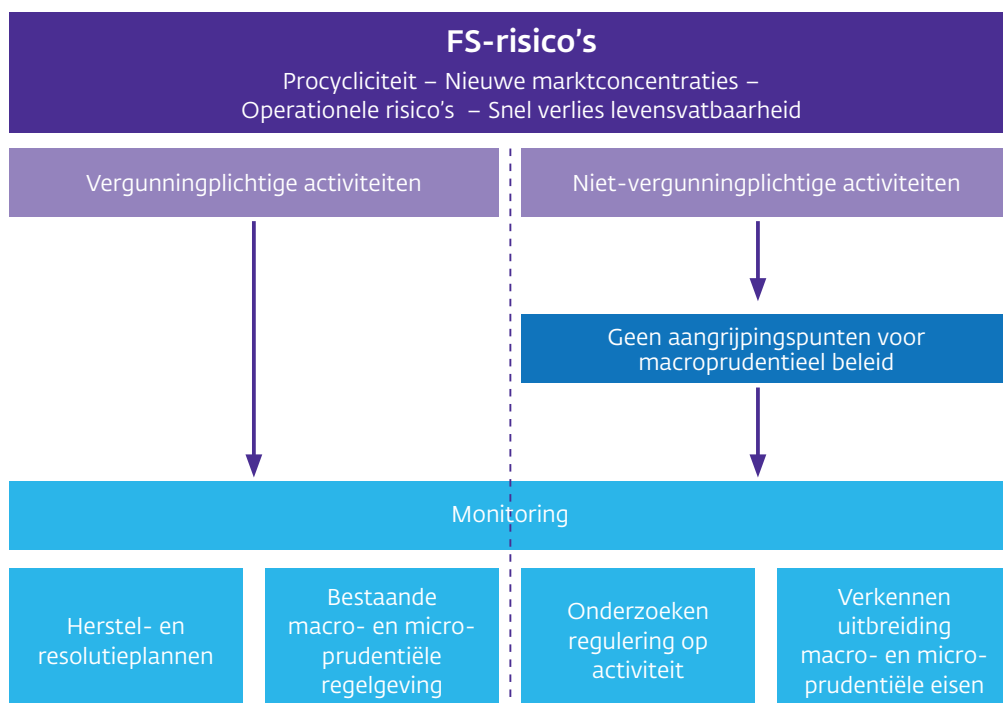 FS-risico’s
Procycliciteit – Nieuwe marktconcentraties –
Operationele risico’s – Snel verlies levensvatbaarheid
Vergunningplichtige activiteiten
Niet-vergunningplichtige activiteiten
Geen aangrijpingspunten voor
macroprudentieel beleid
Monitoring
Herstel- en
resolutieplannen
Bestaande
macro- en micro-
prudentiële
regelgeving
Onderzoeken
regulering op
activiteit
Verkennen
uitbreiding
macro- en micro-
prudentiële eisen